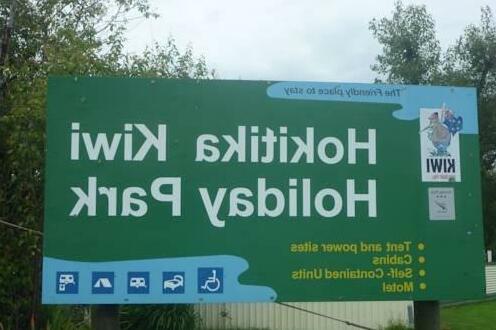 The Friendly place to stay
Hokitika Kiwi
Holiday Park
KIWI
Tent and power sites
Cabins
Self-Contained Units
Motel